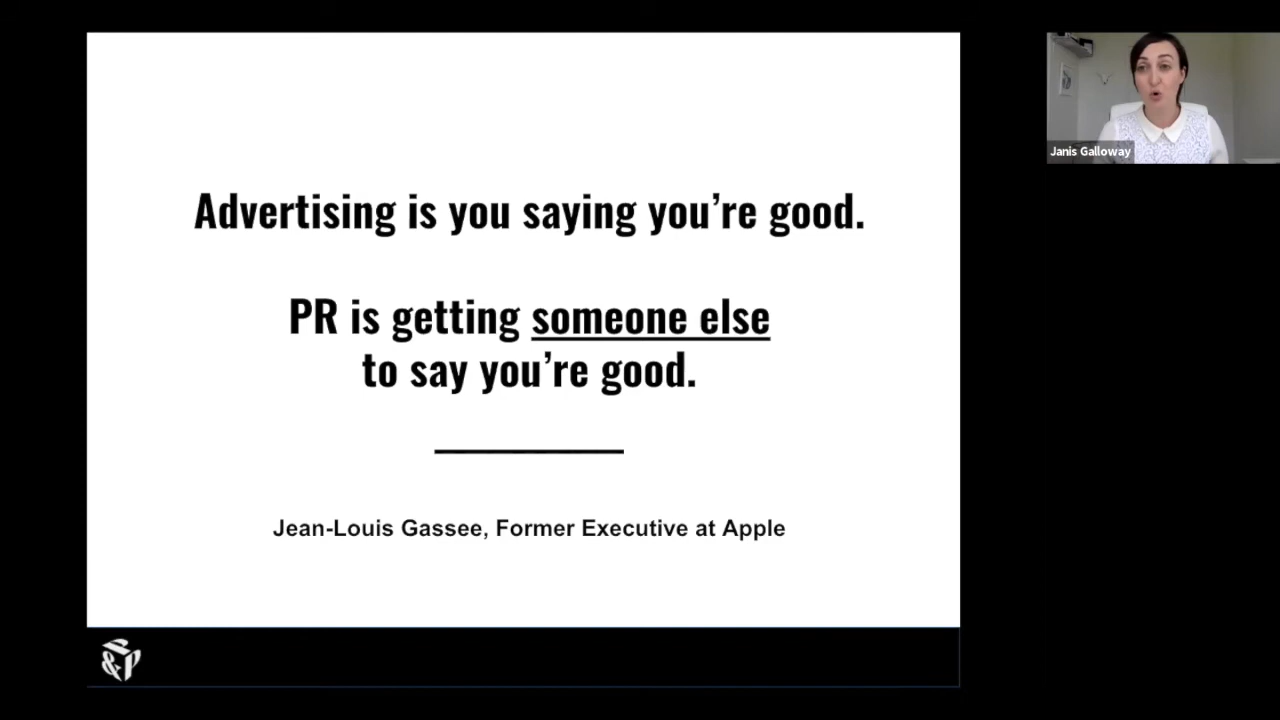 Advertising is you saying you’re good.
PR is getting someone else
to say you’re good.
Jean-Louis Gassee, Former Executive at Apple
Janis Galloway
&P